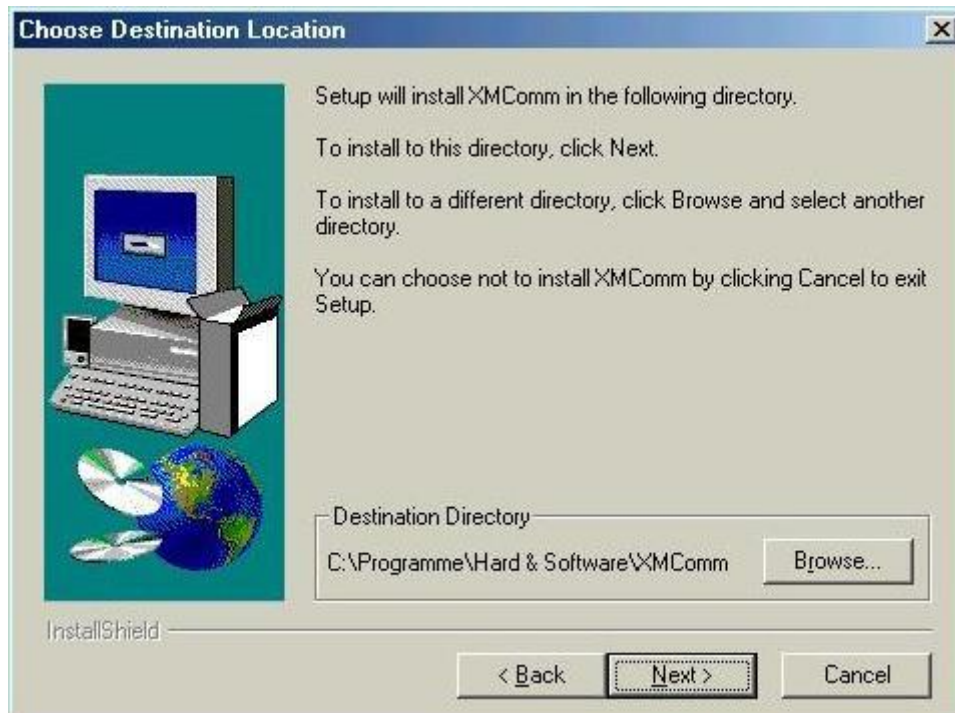 Choose Destination Location
Setup will install XMComm in the following directory.
To install to this directory, click Next.
To install to a different directory, click Browse and select another
directory.
You can choose not to install XMComm by clicking Cancel to exit
Setup.
Destination Directory
C:\Programme\Hard & Software\XMComm
Browse...
InstallShield
< Back
Next >
Cancel